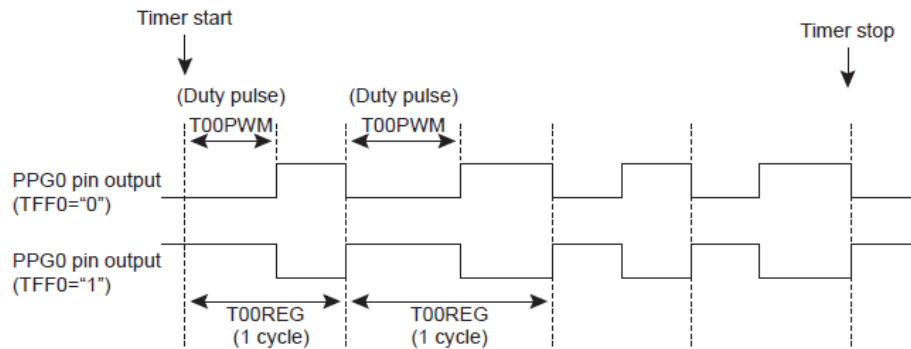 Timer start
Timer stop
(Duty pulse)
(Duty pulse)
T00PWM
T00PWM
PPG0 pin output
(TFF0=“0”)
PPG0 pin output
(TFF0=“1”)
T00REG
(1 cycle)
T00REG
(1 cycle)